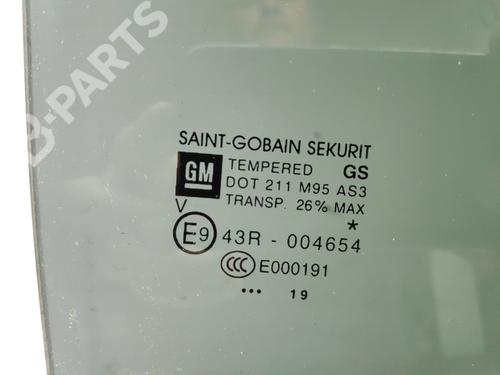 B-PARTS
SAINT-GOBAIN SEKURIT
GM TEMPERED GS
DOT 211 M95 AS3
V TRANSP. 26% MAX
*
E9 43R - 004654
CCC E000191
••• 19